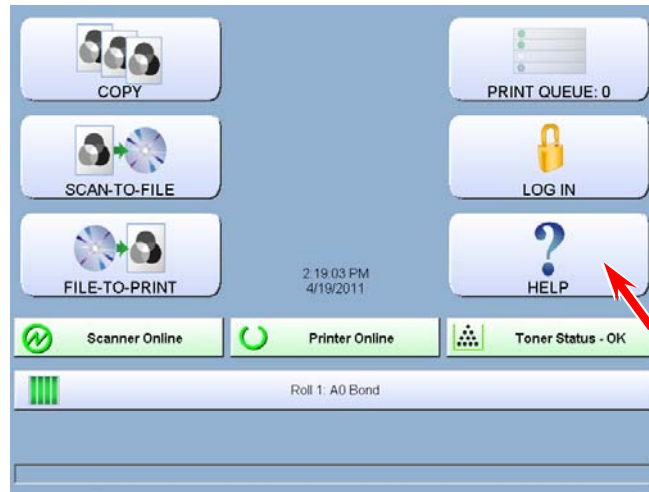 COPY
PRINT QUEUE: 0
SCAN-TO-FILE
LOG IN
FILE-TO-PRINT
2:19:03 PM
4/19/2011
HELP
Scanner Online
Printer Online
Toner Status - OK
Roll 1: A0 Bond